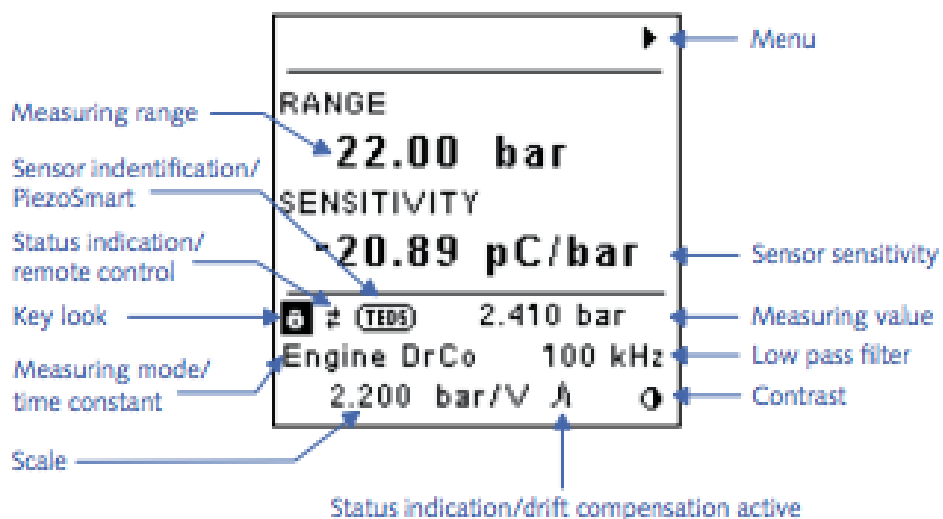 Menu
RANGE
Measuring range
22.00 bar
Sensor indentification/
PiezoSmart
SENSITIVITY
Status indication/
remote control
-20.89 pC/bar
Sensor sensitivity
Key look
TEDS 2.410 bar
Measuring value
Engine DrCo 100 kHz
Low pass filter
Measuring mode/
time constant
2.200 bar/V
Contrast
Scale
Status indication/drift compensation active